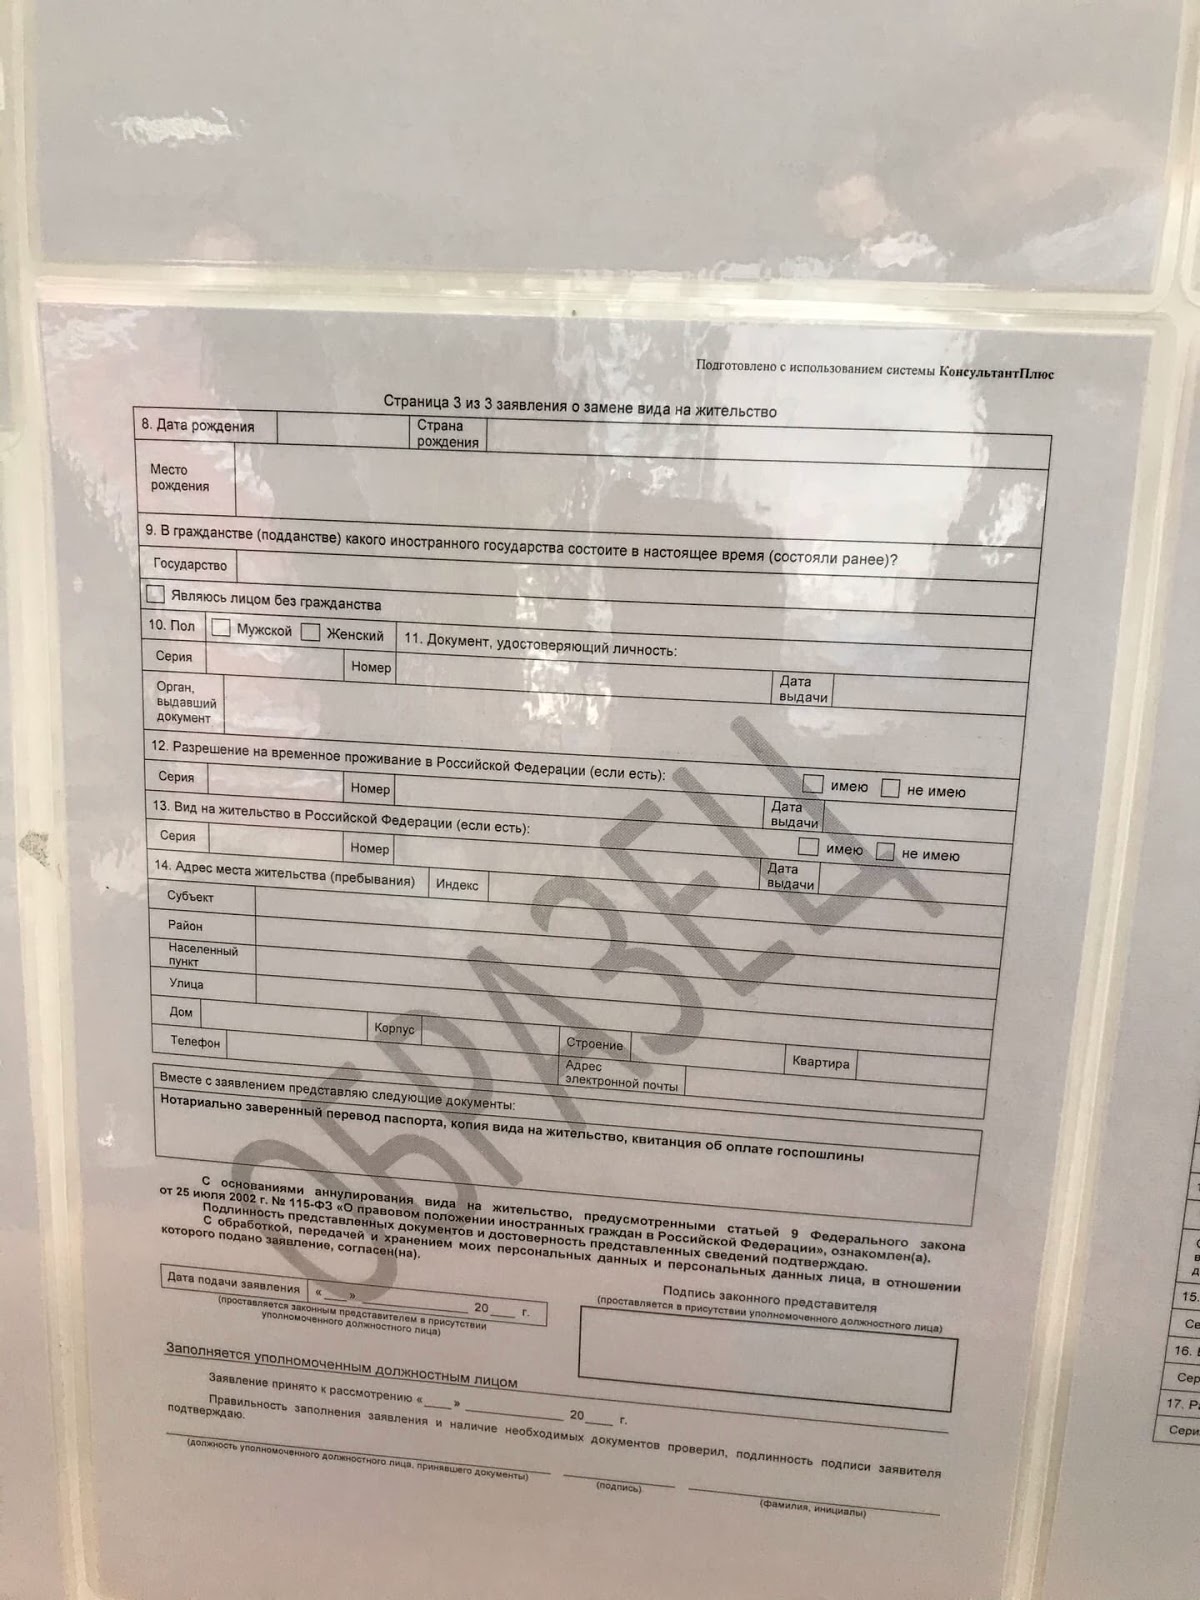 Подготовлено с использованием системы КонсультантПлюс
Страница 3 из 3 заявления о замене вида на жительство
8. Дата рождения
Страна
рождения
Место
рождения
9. В гражданстве (подданстве) какого иностранного государства состоите в настоящее время (состояли ранее)?
Государство
Являюсь лицом без гражданства
10. Пол Мужской Женский 11. Документ, удостоверяющий личность:
Серия Номер
Дата
выдачи
Орган,
выдавший
документ
12. Разрешение на временное проживание в Российской Федерации (если есть): имею не имею
Серия Номер
Дата
выдачи
13. Вид на жительство в Российской Федерации (если есть): имею не имею
Серия Номер
Дата
выдачи
14. Адрес места жительства (пребывания) Индекс
Субъект
Район
Населенный
пункт
Улица
Дом Корпус Строение Квартира
Телефон
Адрес
электронной почты
Вместе с заявлением представляю следующие документы:
Нотариально заверенный перевод паспорта, копия вида на жительство, квитанция об оплате госпошлины
ОБРАЗЕЦ
С основаниями аннулирования вида на жительство, предусмотренными статьей 9 Федерального закона
от 25 июля 2002 г. № 115-ФЗ «О правовом положении иностранных граждан в Российской Федерации», ознакомлен(а).
Подлинность представленных документов и достоверность представленных сведений подтверждаю.
С обработкой, передачей и хранением моих персональных данных и персональных данных лица, в отношении
которого подано заявление, согласен(на).
Дата подачи заявления «___» ____________ 20___ г.
(проставляется законным представителем в присутствии
уполномоченного должностного лица)
Подпись законного представителя
(проставляется в присутствии уполномоченного должностного лица)
Заполняется уполномоченным должностным лицом
Заявление принято к рассмотрению «____» ____________ 20____ г.
Правильность заполнения заявления и наличие необходимых документов проверил, подлинность подписи заявителя
подтверждаю.
(должность уполномоченного должностного лица, принявшего документы)
(подпись)
(фамилия, инициалы)
15.
Се
16.
Сер
17. Ра
Сери